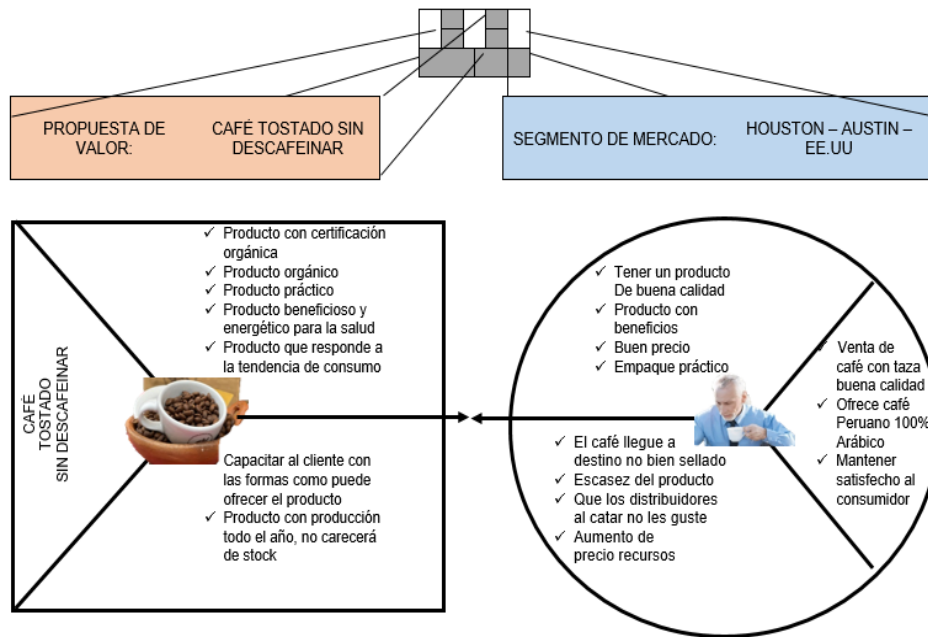 PROPUESTA DE
VALOR:
CAFÉ TOSTADO SIN
DESCAFEINAR
SEGMENTO DE MERCADO:
HOUSTON – AUSTIN –
EE.UU
CAFÉ
TOSTADO
SIN DESCAFEINAR
✓ Producto con certificación
orgánica
✓ Producto orgánico
✓ Producto práctico
✓ Producto beneficioso y
energético para la salud
✓ Producto que responde a
la tendencia de consumo
Capacitar al cliente con
las formas como puede
ofrecer el producto
✓ Producto con producción
todo el año, no carecerá
de stock
✓ Tener un producto
De buena calidad
✓ Producto con
beneficios
✓ Buen precio
✓ Empaque práctico
✓ El café llegue a
destino no bien sellado
✓ Escasez del producto
✓ Que los distribuidores
al catar no les guste
✓ Aumento de
precio recursos
✓ Venta de
café con taza
buena calidad
✓ Ofrece café
Peruano 100%
Arábico
✓ Mantener
satisfecho al
consumidor